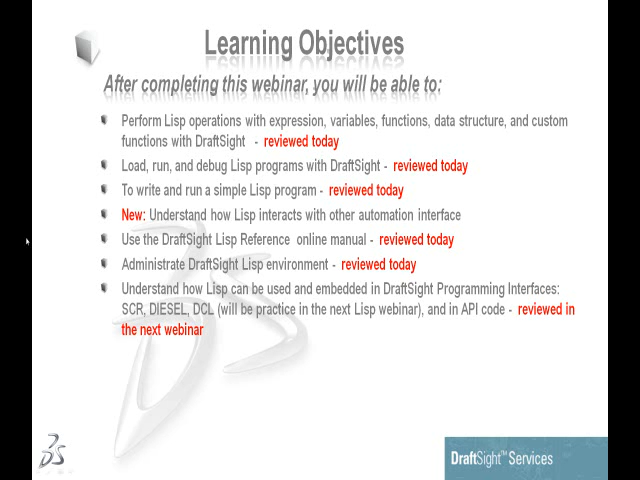 Learning Objectives
After completing this webinar, you will be able to:
Perform Lisp operations with expression, variables, functions, data structure, and custom
functions with DraftSight - reviewed today
Load, run, and debug Lisp programs with DraftSight - reviewed today
To write and run a simple Lisp program - reviewed today
New: Understand how Lisp interacts with other automation interface
Use the DraftSight Lisp Reference online manual - reviewed today
Administrate DraftSight Lisp environment - reviewed today
Understand how Lisp can be used and embedded in DraftSight Programming Interfaces:
SCR, DIESEL, DCL (will be practice in the next Lisp webinar), and in API code - reviewed in
the next webinar
DraftSight™ Services